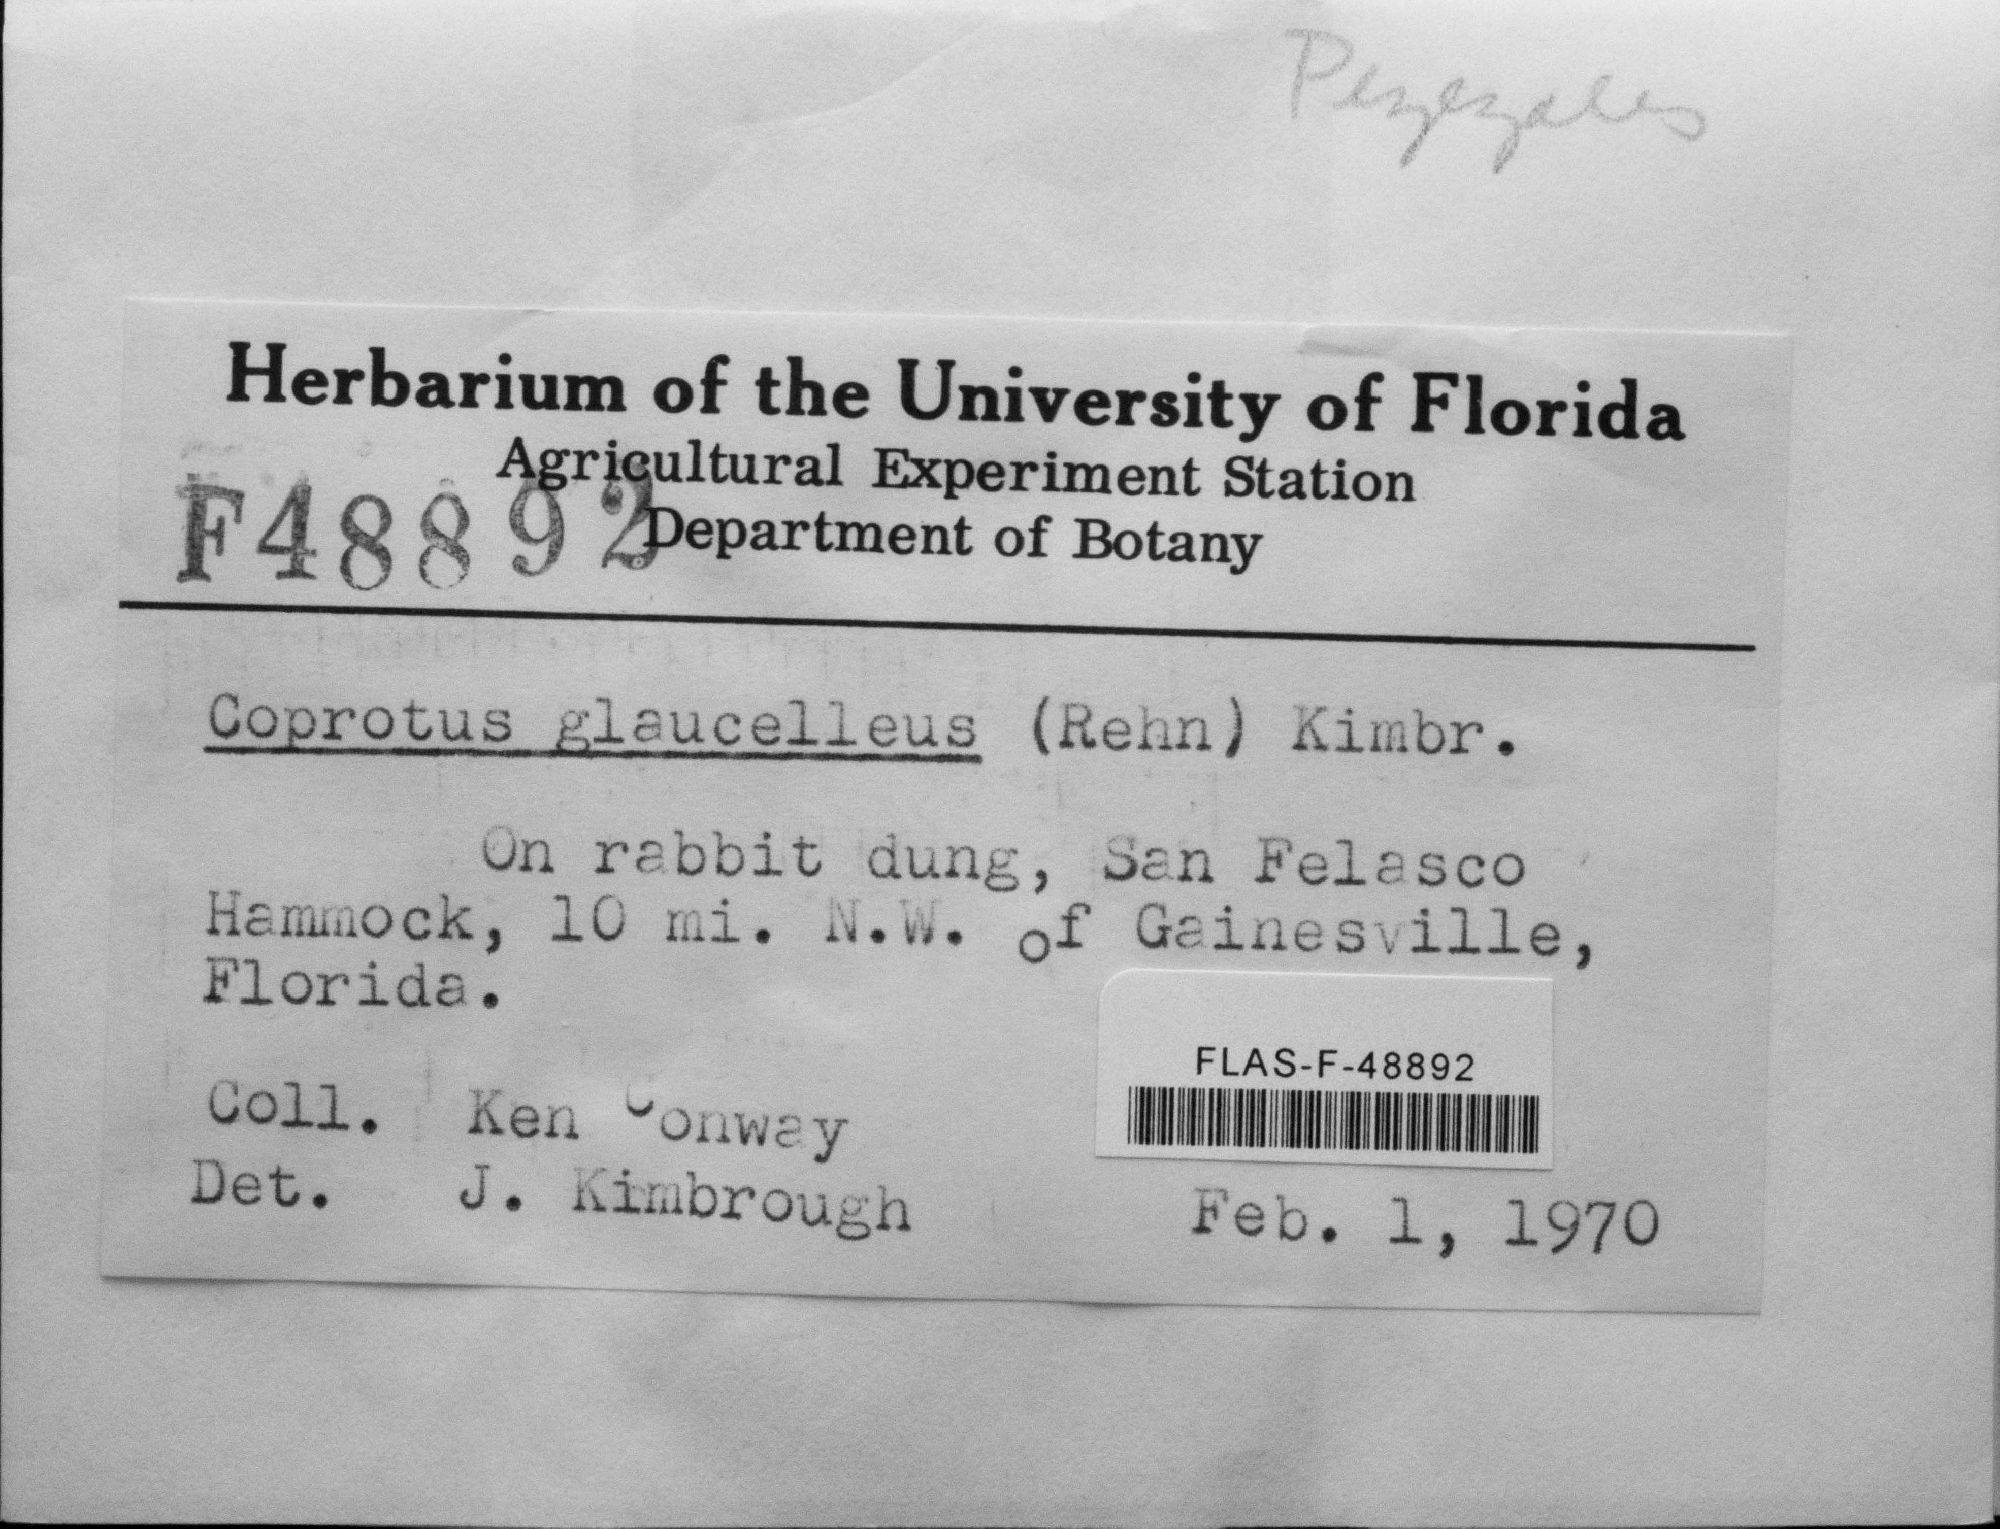 Pezezales
Herbarium of the University of Florida
Agricultural Experiment Station
F48892
Department of Botany
Coprotus glaucelleus (Rehn) Kimbr.
On rabbit dung, San Felasco
Hammock, 10 mi. N.W. of Gainesville,
Florida.
FLAS-F-48892
Coll. Ken Conway
Det. J. Kimbrough
Feb. 1, 1970